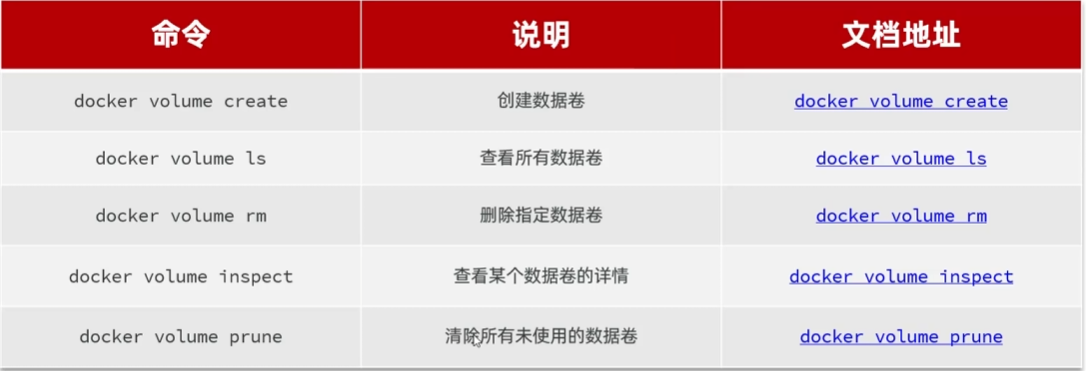 命令 说明 文档地址
docker volume create 创建数据卷 docker volume create
docker volume ls 查看所有数据卷 docker volume ls
docker volume rm 删除指定数据卷 docker volume rm
docker volume inspect 查看某个数据卷的详情 docker volume inspect
docker volume prune 清除所有未使用的数据卷 docker volume prune